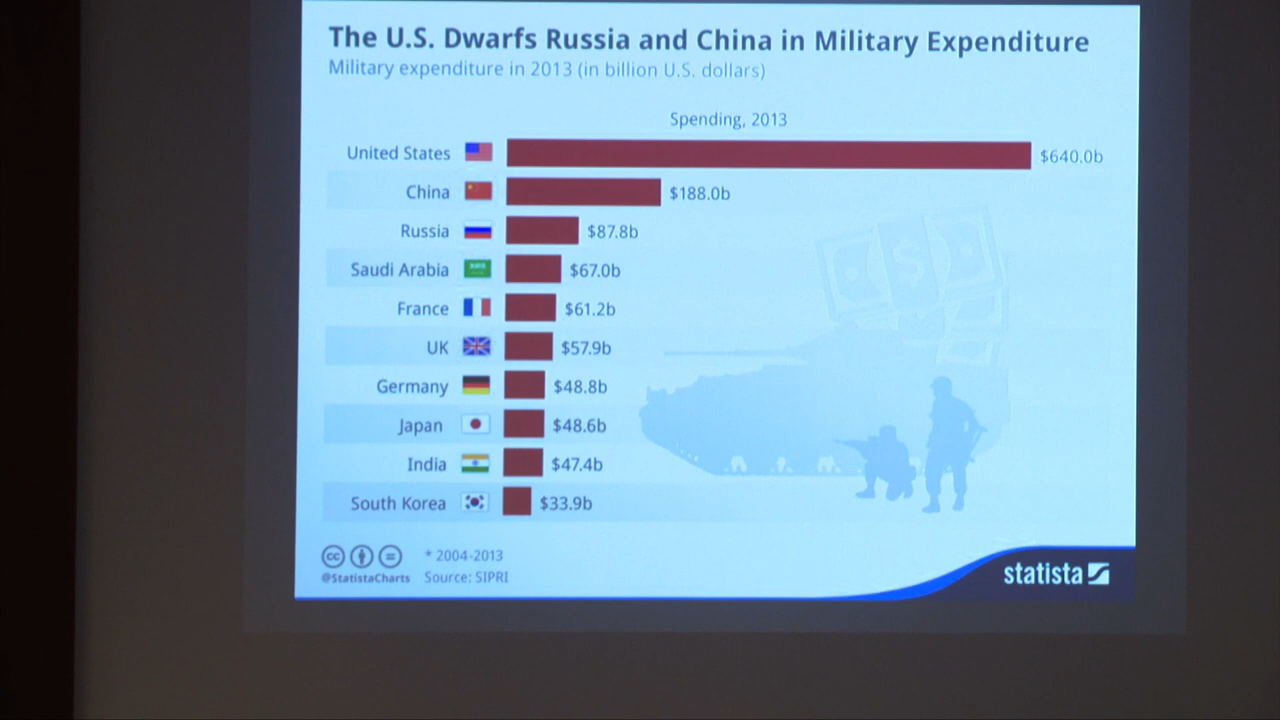 The U.S. Dwarfs Russia and China in Military Expenditure
Military expenditure in 2013 (in billion U.S. dollars)
Spending, 2013
United States $640.0b
China $188.0b
Russia $87.8b
Saudi Arabia $67.0b
France $61.2b
UK $57.9b
Germany $48.8b
Japan $48.6b
India $47.4b
South Korea $33.9b
cc = * 2004-2013
@StatistaCharts Source: SIPRI
statista